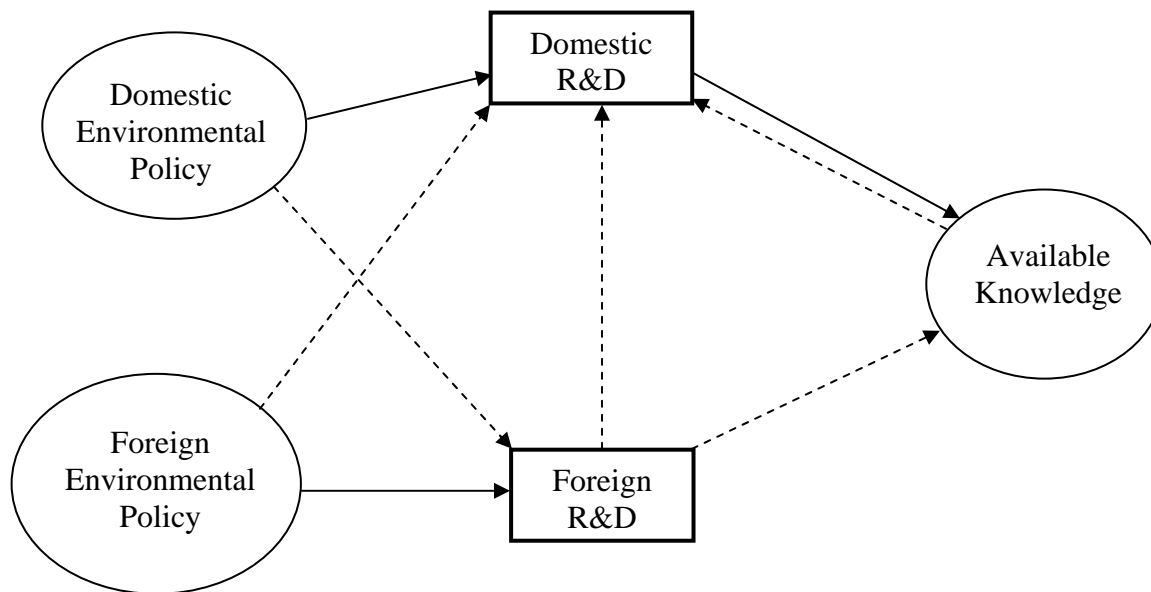 Domestic
R&D
Domestic
Environmental
Policy
Available
Knowledge
Foreign
Environmental
Policy
Foreign
R&D